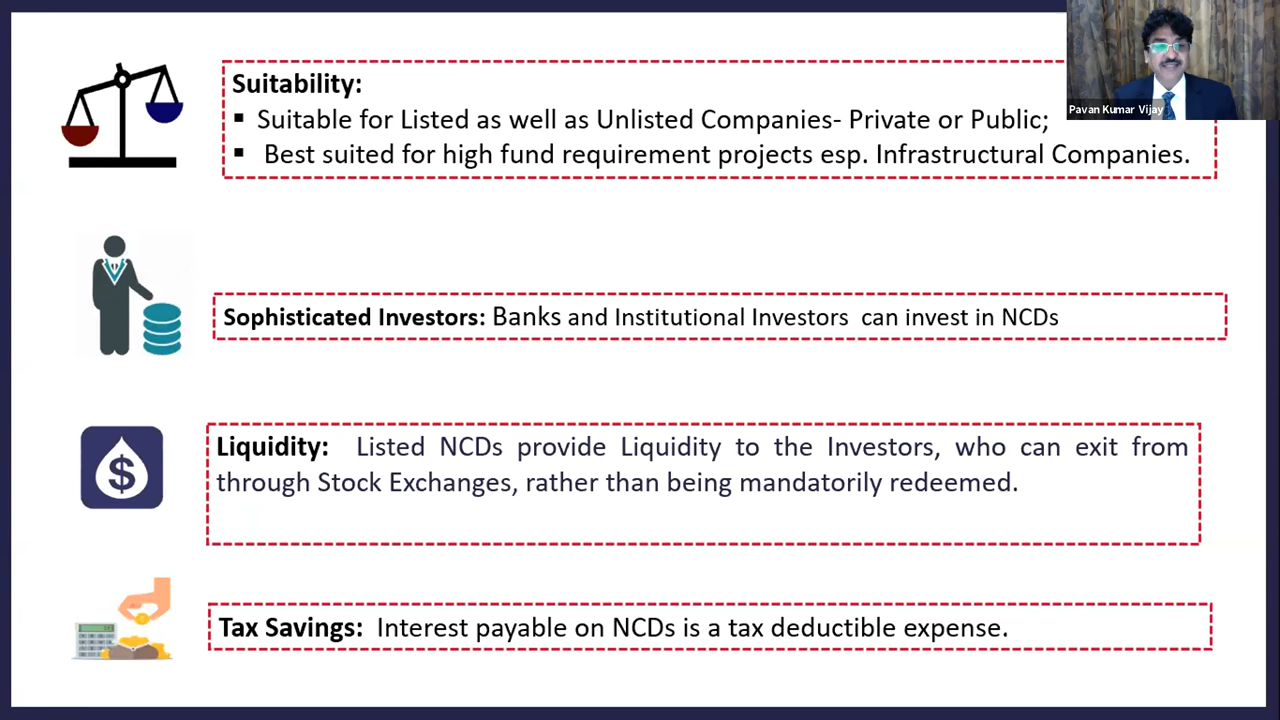 Suitability:
▪ Suitable for Listed as well as Unlisted Companies- Private or Public;
▪ Best suited for high fund requirement projects esp. Infrastructural Companies.
Pavan Kumar Vijay
Sophisticated Investors: Banks and Institutional Investors can invest in NCDs
Liquidity: Listed NCDs provide Liquidity to the Investors, who can exit from
through Stock Exchanges, rather than being mandatorily redeemed.
$
Tax Savings: Interest payable on NCDs is a tax deductible expense.